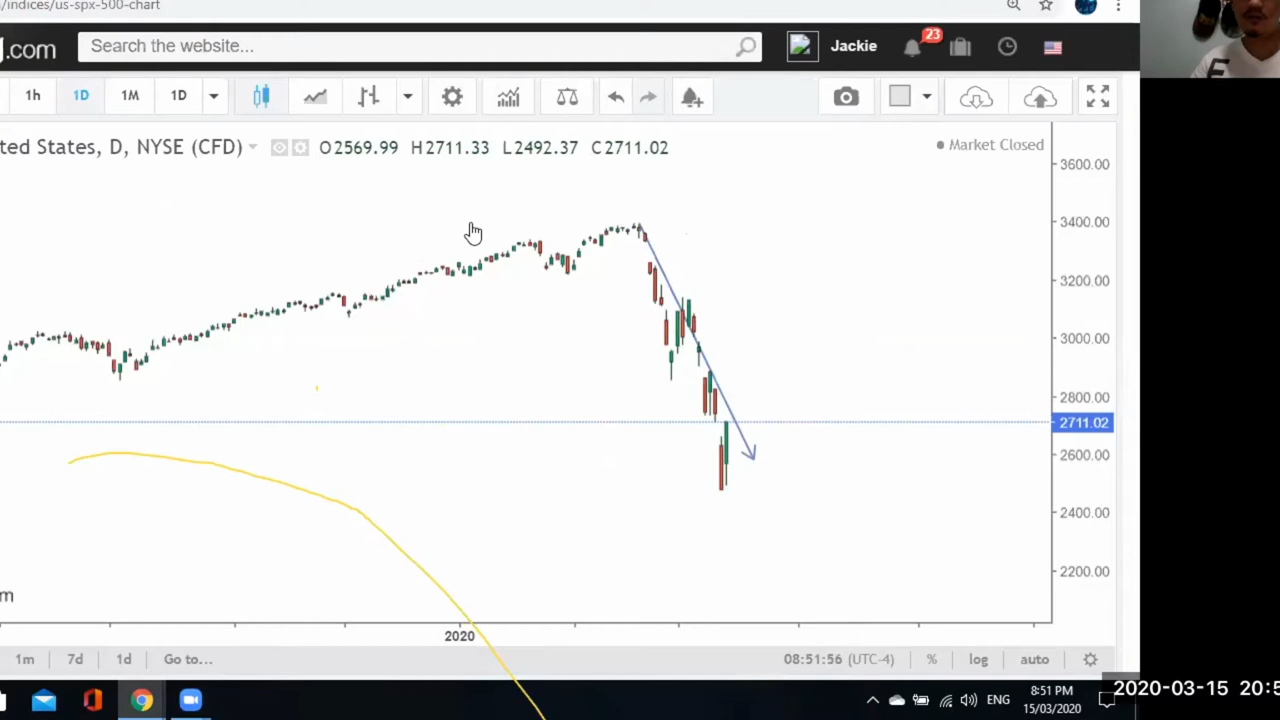 /indices/us-spx-500-chart
g.com Search the website... Jackie 23
1h 1D 1M 1D
ted States, D, NYSE (CFD) O2569.99 H2711.33 L2492.37 C2711.02 Market Closed
3600.00
3400.00
3200.00
3000.00
2800.00
2711.02
2600.00
2400.00
2200.00
m
2020
1m 7d 1d Go to... 08:51:56 (UTC-4) % log auto
ENG 8:51 PM
15/03/2020
2020-03-15 20:5
E